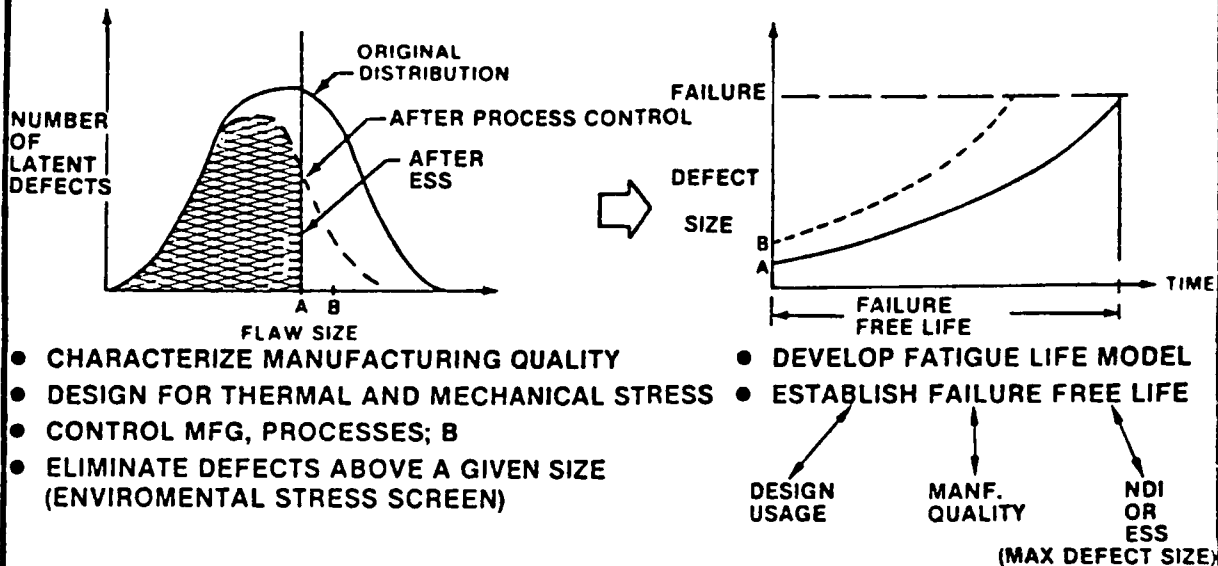 NUMBER
OF
LATENT
DEFECTS
ORIGINAL
DISTRIBUTION
AFTER PROCESS CONTROL
AFTER
ESS
A B
FLAW SIZE
FAILURE
DEFECT
SIZE
B
A
TIME
FAILURE
FREE LIFE
● CHARACTERIZE MANUFACTURING QUALITY
● DESIGN FOR THERMAL AND MECHANICAL STRESS
● CONTROL MFG, PROCESSES; B
● ELIMINATE DEFECTS ABOVE A GIVEN SIZE
(ENVIROMENTAL STRESS SCREEN)
● DEVELOP FATIGUE LIFE MODEL
● ESTABLISH FAILURE FREE LIFE
DESIGN
USAGE
MANF.
QUALITY
NDI
OR
ESS
(MAX DEFECT SIZE)